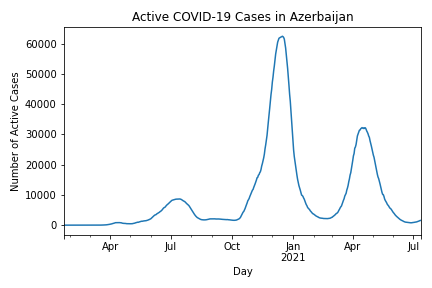 Active COVID-19 Cases in Azerbaijan
Number of Active Cases
60000
50000
40000
30000
20000
10000
0
Apr
Jul
Oct
Jan
2021
Apr
Jul
Day